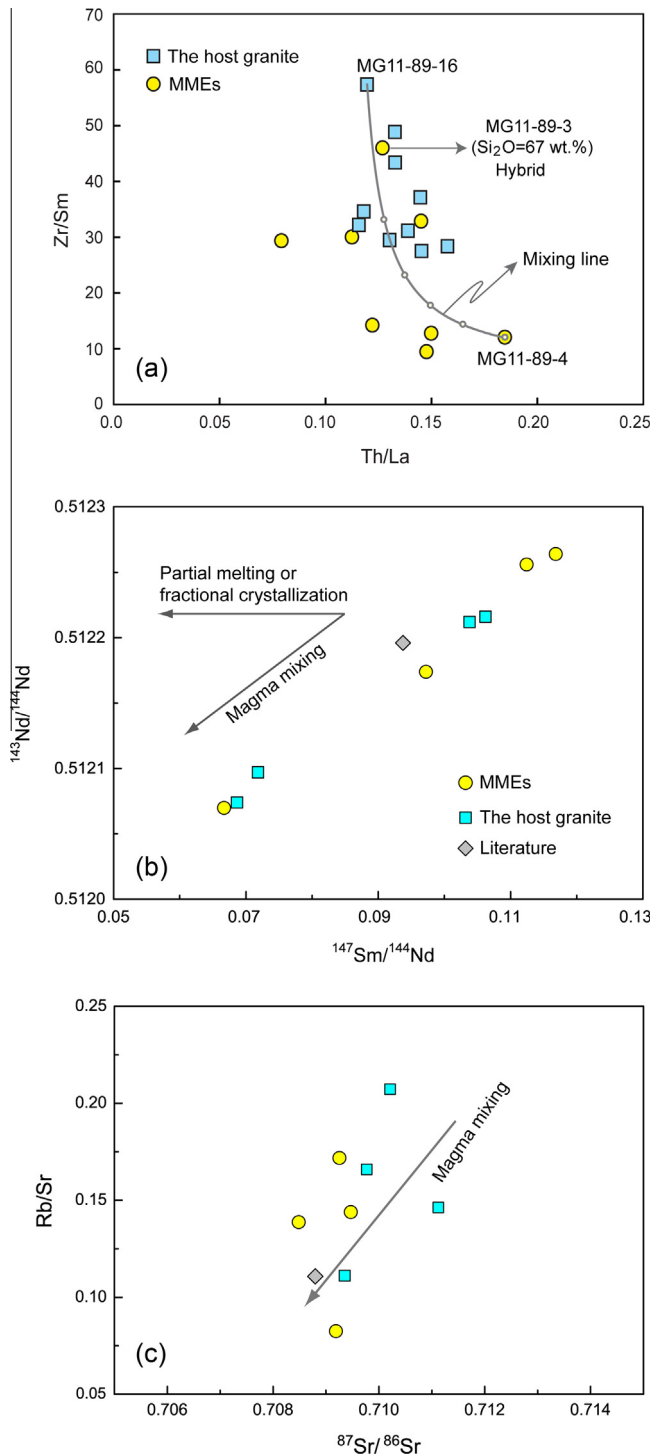 70
60
50
40
30
20
10
0
Zr/Sm
The host granite
MMEs
MG11-89-16
MG11-89-3
(Si₂O=67 wt.%)
Hybrid
Mixing line
MG11-89-4
(a)
0.0 0.05 0.10 0.15 0.20 0.25
Th/La
0.5123
0.5122
0.5121
0.5120
¹⁴³Nd/¹⁴⁴Nd
Partial melting or
fractional crystallization
Magma mixing
MMEs
The host granite
Literature
(b)
0.05 0.07 0.09 0.11 0.13
¹⁴⁷Sm/¹⁴⁴Nd
0.25
0.20
0.15
0.10
0.05
Rb/Sr
Magma mixing
(c)
0.706 0.708 0.710 0.712 0.714
⁸⁷Sr/⁸⁶Sr